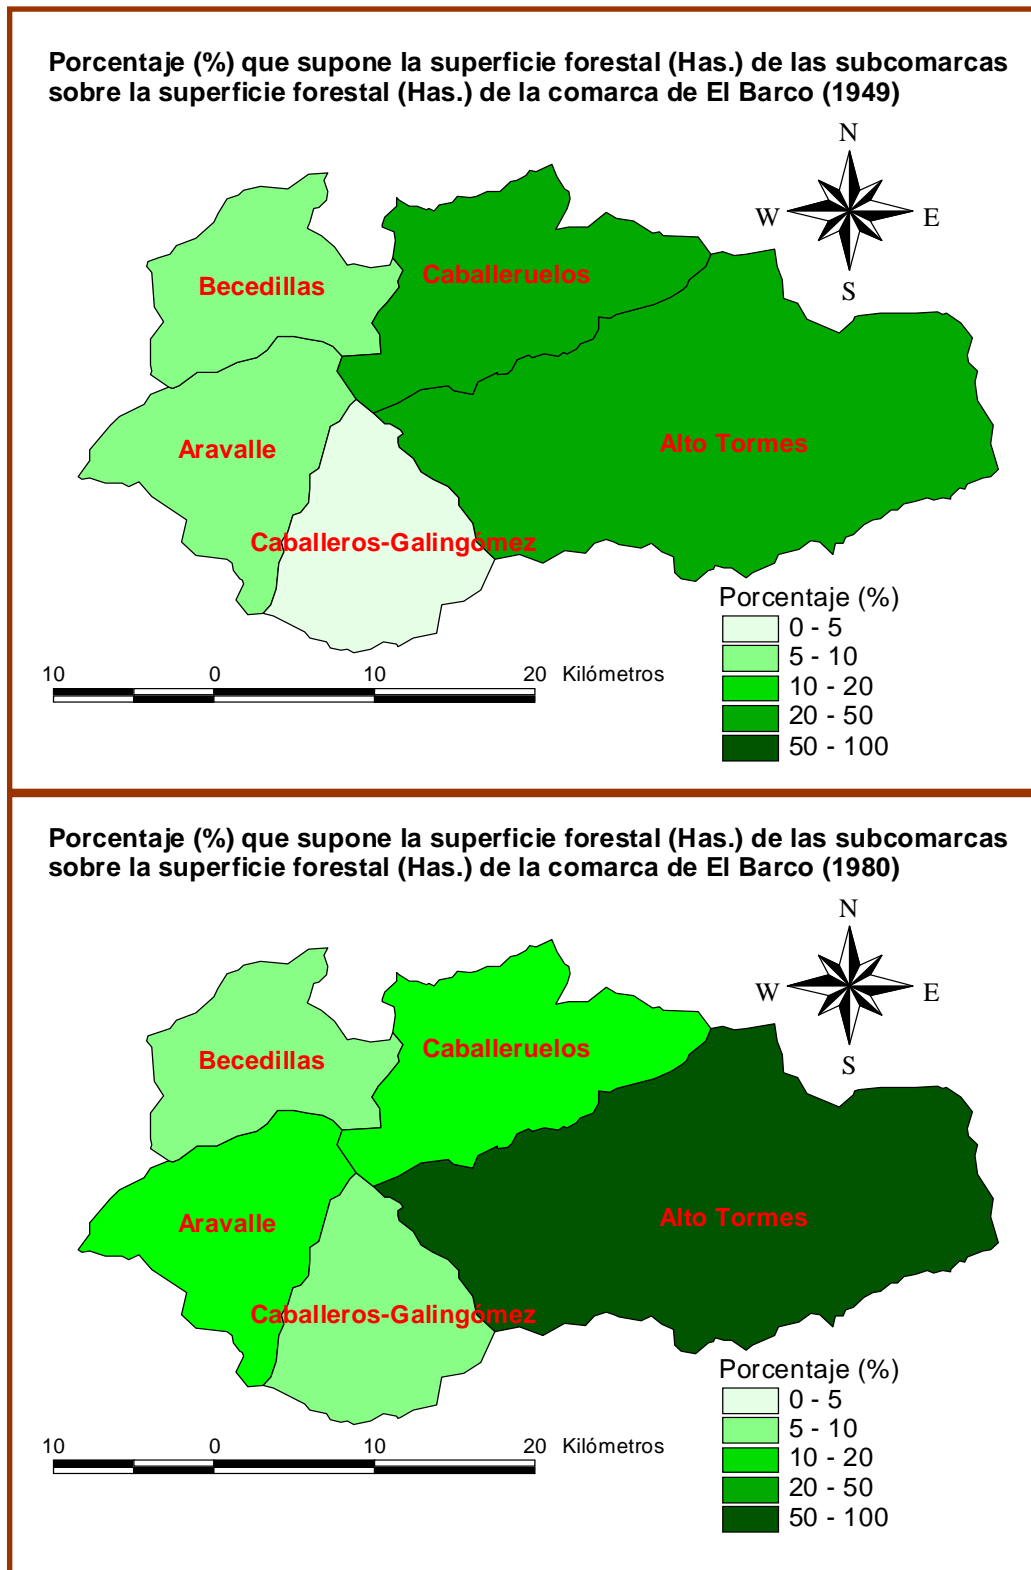 Porcentaje (%) que supone la superficie forestal (Has.) de las subcomarcas
sobre la superficie forestal (Has.) de la comarca de El Barco (1949)
N
W
E
S
Becedillas
Caballeruelos
Aravalle
Alto Tormes
Caballeros-Galingómez
Porcentaje (%)
0 - 5
5 - 10
10 - 20
20 - 50
50 - 100
10 0 10 20 Kilómetros
Porcentaje (%) que supone la superficie forestal (Has.) de las subcomarcas
sobre la superficie forestal (Has.) de la comarca de El Barco (1980)
N
W
E
S
Becedillas
Caballeruelos
Aravalle
Alto Tormes
Caballeros-Galingómez
Porcentaje (%)
0 - 5
5 - 10
10 - 20
20 - 50
50 - 100
10 0 10 20 Kilómetros